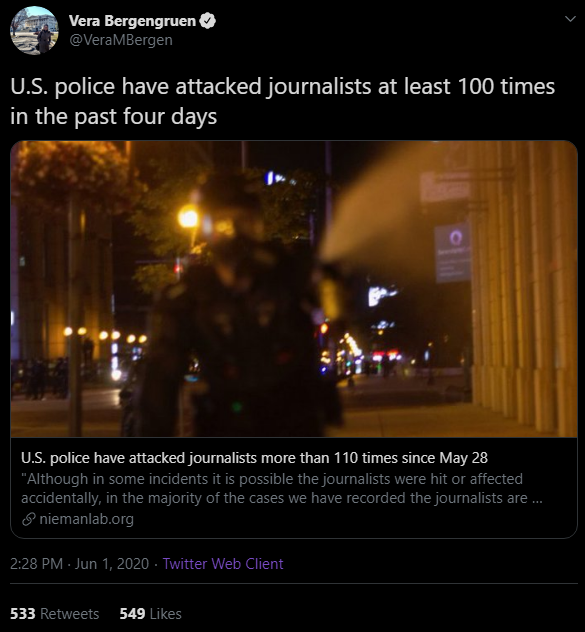 Vera Bergengruen
@VeraMBergen
U.S. police have attacked journalists at least 100 times
in the past four days
U.S. police have attacked journalists more than 110 times since May 28
"Although in some incidents it is possible the journalists were hit or affected
accidentally, in the majority of the cases we have recorded the journalists are ...
niemanlab.org
2:28 PM · Jun 1, 2020 · Twitter Web Client
533 Retweets 549 Likes